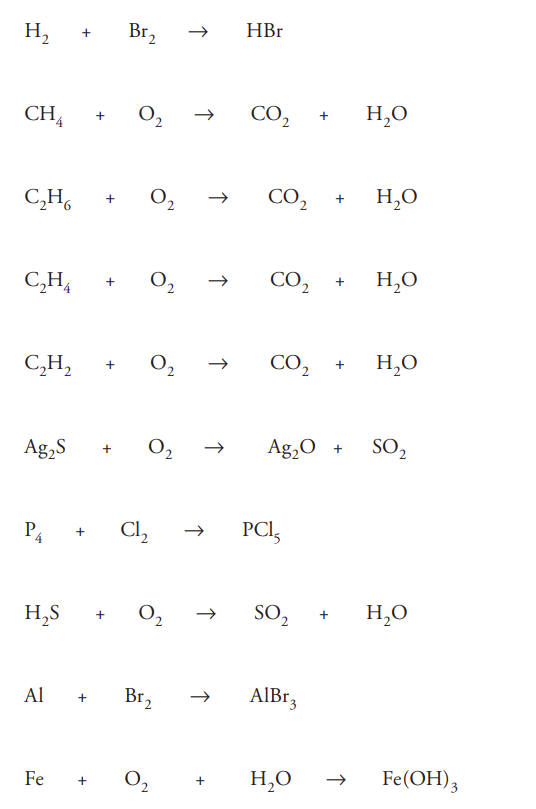 H₂ + Br₂ → HBr
CH₄ + O₂ → CO₂ + H₂O
C₂H₆ + O₂ → CO₂ + H₂O
C₂H₄ + O₂ → CO₂ + H₂O
C₂H₂ + O₂ → CO₂ + H₂O
Ag₂S + O₂ → Ag₂O + SO₂
P₄ + Cl₂ → PCl₅
H₂S + O₂ → SO₂ + H₂O
Al + Br₂ → AlBr₃
Fe + O₂ + H₂O → Fe(OH)₃